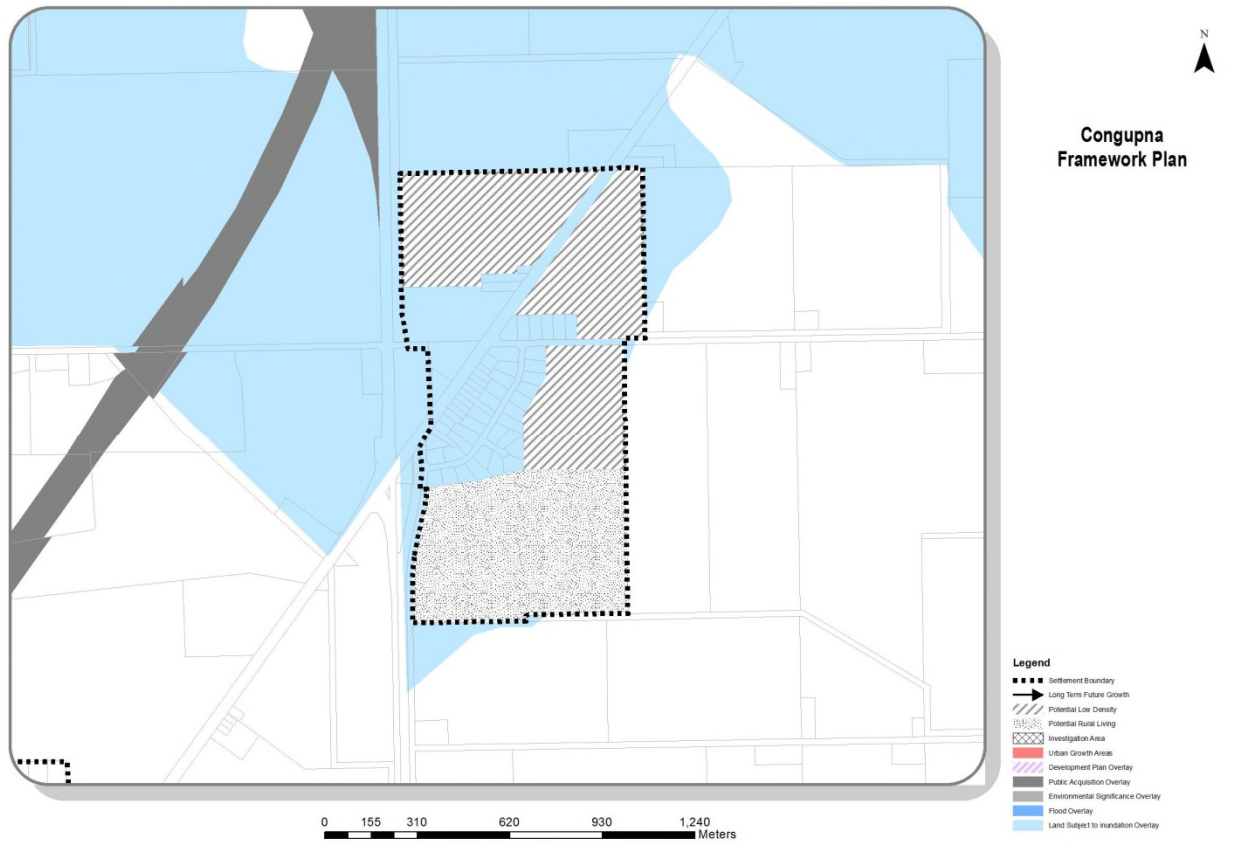 N
Congupna
Framework Plan
Legend
Settlement Boundary
Long Term Future Growth
Potential Low Density
Potential Rural Living
Investigation Area
Urban Growth Areas
Development Plan Overlay
Public Acquisition Overlay
Environmental Significance Overlay
Flood Overlay
Land Subject to inundation Overlay
0 155 310 620 930 1,240
Meters